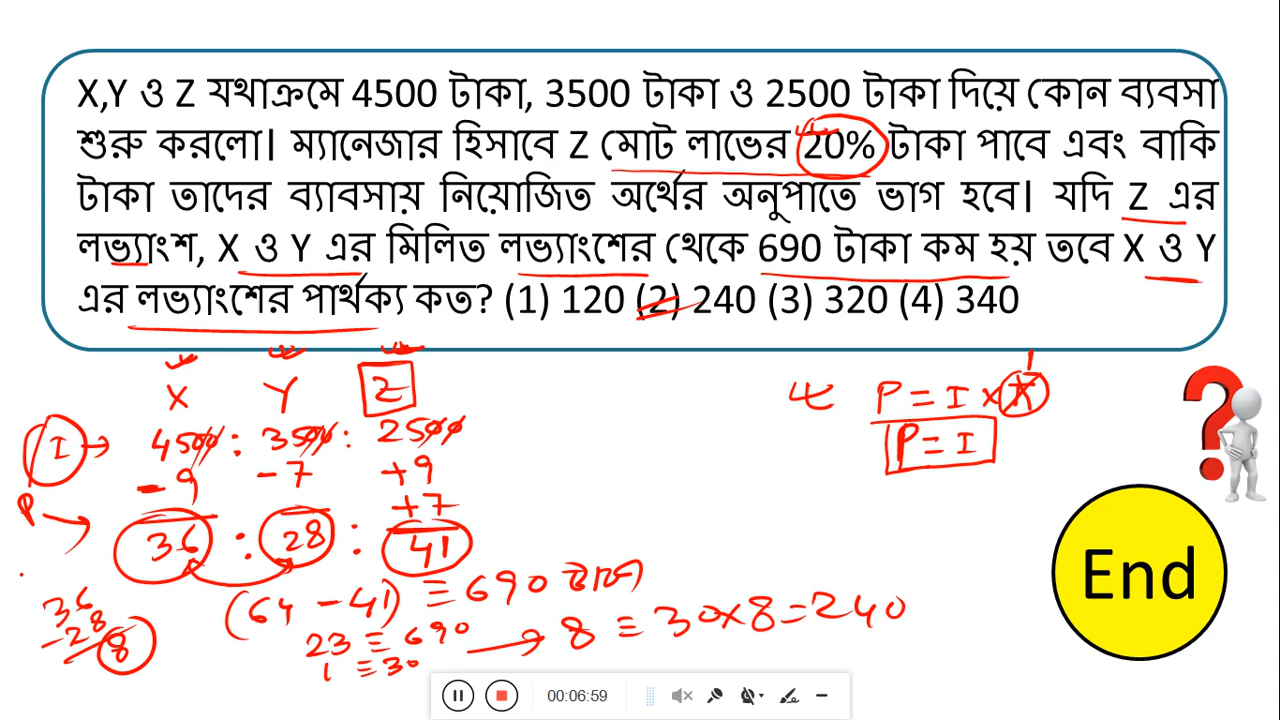 X,Y ও Z যথাক্রমে 4500 টাকা, 3500 টাকা ও 2500 টাকা দিয়ে কোন ব্যবসা
শুরু করলো। ম্যানেজার হিসাবে Z মোট লাভের 20% টাকা পাবে এবং বাকি
টাকা তাদের ব্যাবসায় নিয়োজিত অর্থের অনুপাতে ভাগ হবে। যদি Z এর
লভ্যাংশ, X ও Y এর মিলিত লভ্যাংশের থেকে 690 টাকা কম হয় তবে X ও Y
এর লভ্যাংশের পার্থক্য কত? (1) 120 (2) 240 (3) 320 (4) 340
X Y Z
I → 4500 : 3500 : 2500
-9 -7 +9
+7
P → 36 : 28 : 41
(64 - 41) ≡ 690 টাকা
23 ≡ 690 → 8 ≡ 30×8=240
1 ≡ 30
36
-28
8
P = I ×
P = I
End
00:06:59